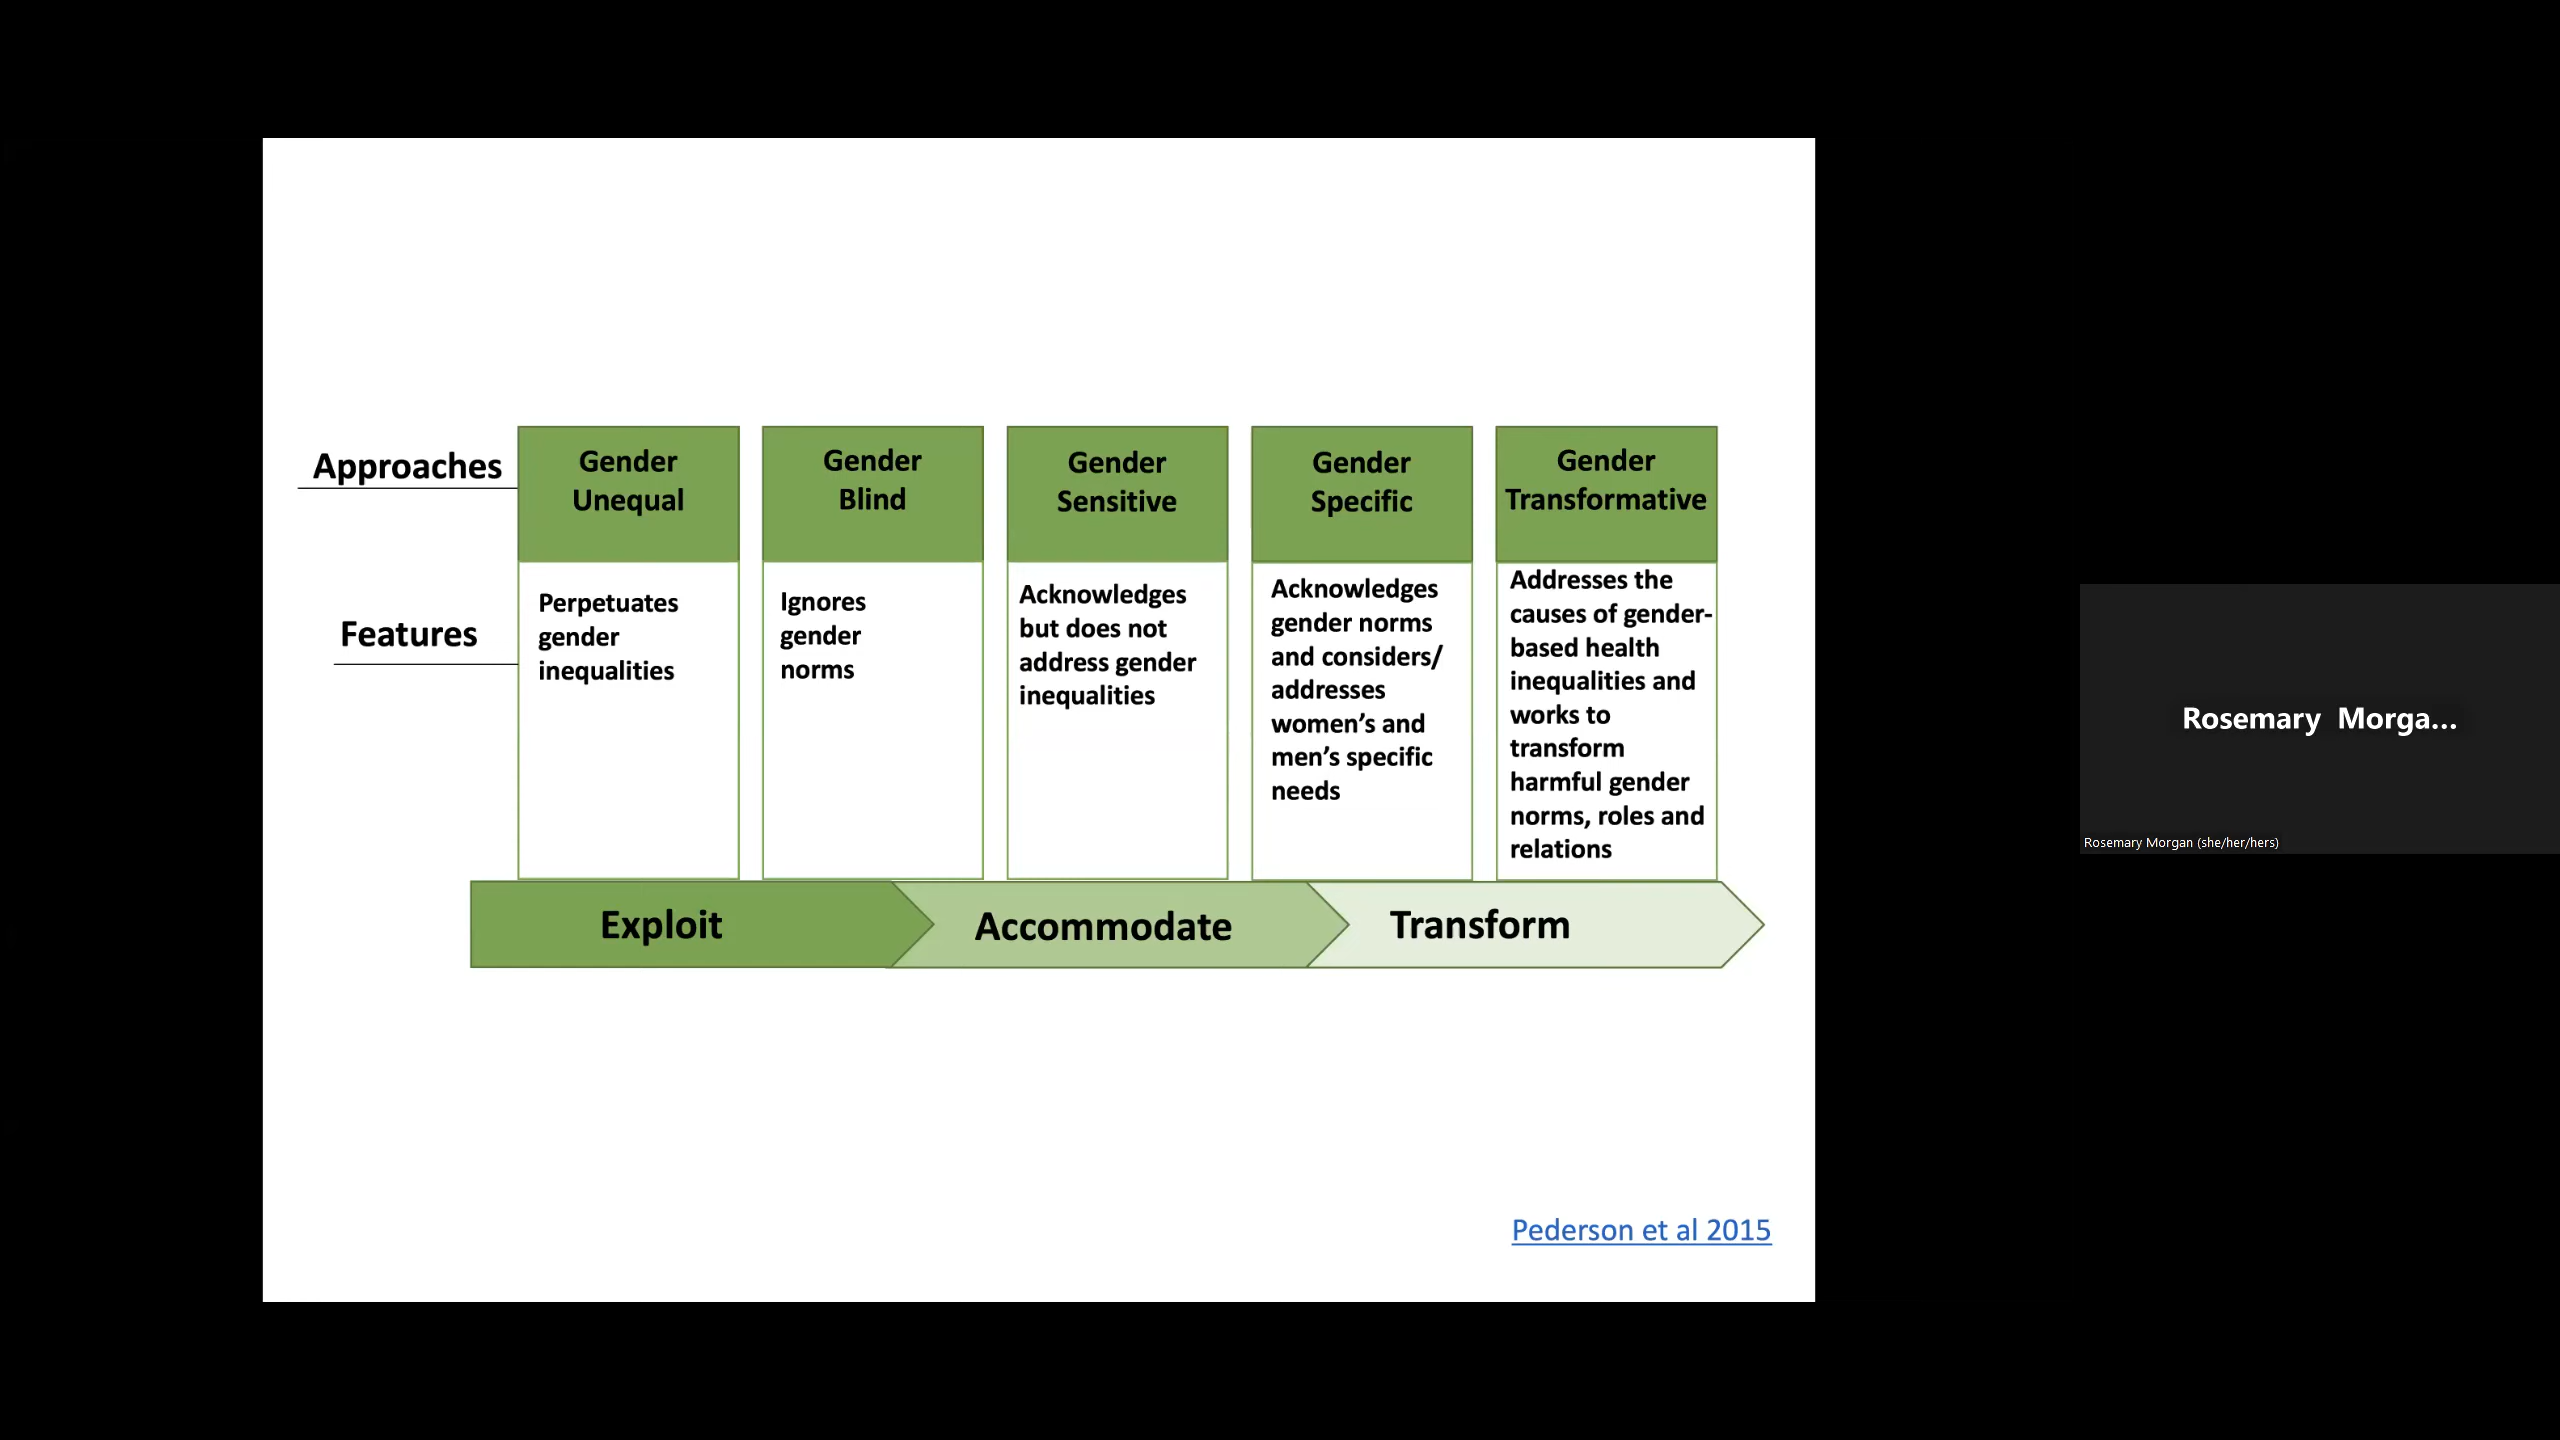 Approaches
Gender
Unequal
Gender
Blind
Gender
Sensitive
Gender
Specific
Gender
Transformative
Features
Perpetuates
gender
inequalities
Ignores
gender
norms
Acknowledges
but does not
address gender
inequalities
Acknowledges
gender norms
and considers/
addresses
women’s and
men’s specific
needs
Addresses the
causes of gender-
based health
inequalities and
works to
transform
harmful gender
norms, roles and
relations
Exploit
Accommodate
Transform
Pederson et al 2015
Rosemary Morga...
Rosemary Morgan (she/her/hers)